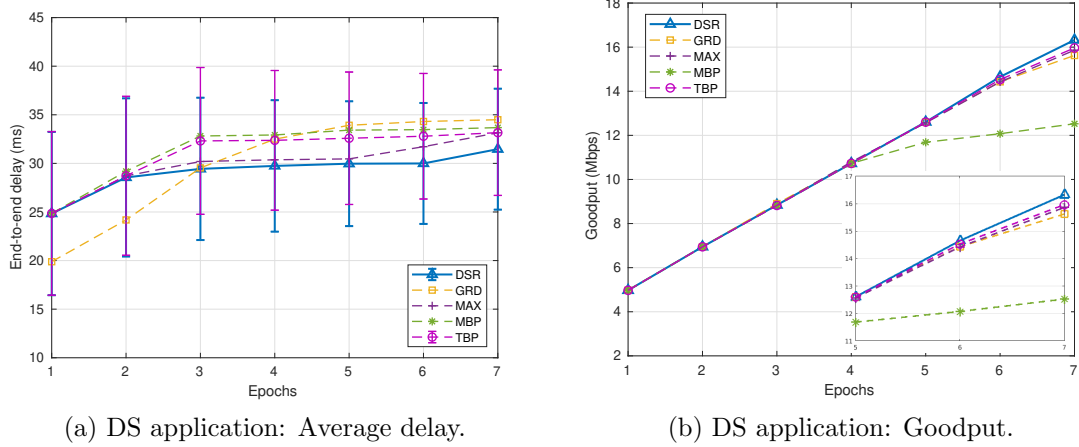 45
40
35
30
25
20
15
10
End-to-end delay (ms)
1 2 3 4 5 6 7
Epochs
DSR
GRD
MAX
MBP
TBP
(a) DS application: Average delay.
18
16
14
12
10
8
6
4
2
Goodput (Mbps)
1 2 3 4 5 6 7
Epochs
DSR
GRD
MAX
MBP
TBP
17
16
15
14
13
12
11
5 6 7
(b) DS application: Goodput.